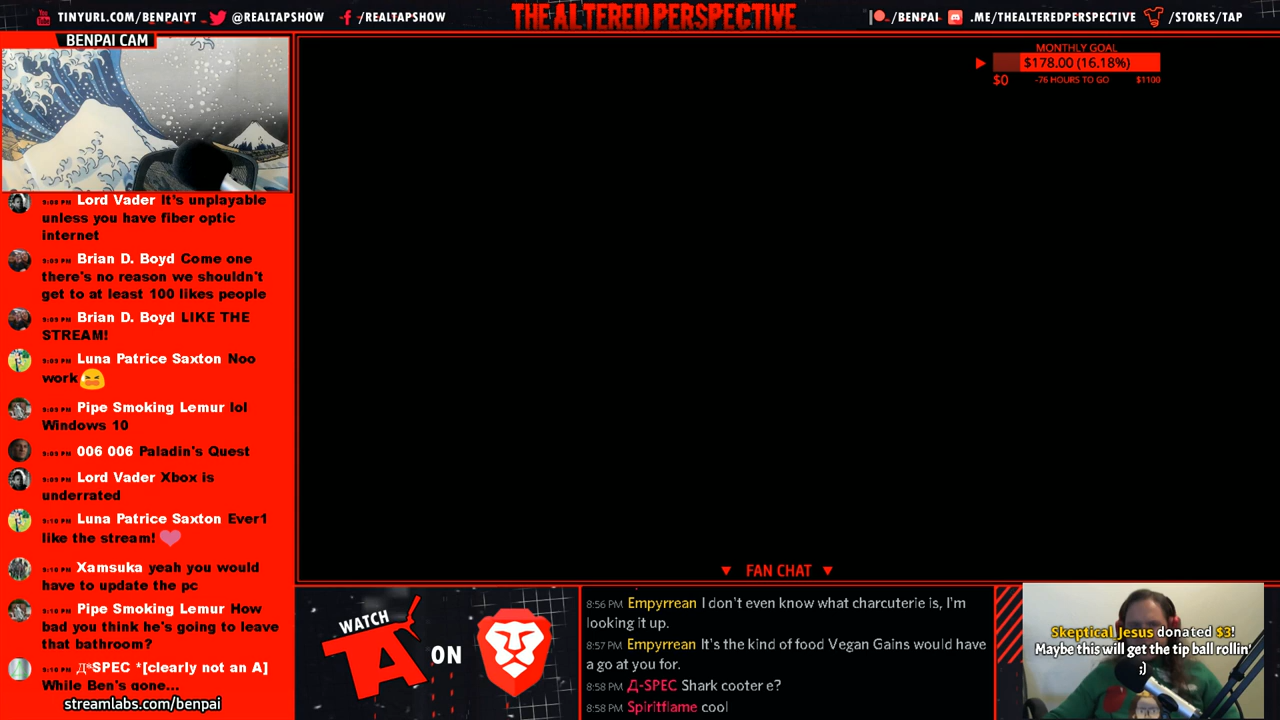 TINYURL.COM/BENPAIYT @REALTAPSHOW /REALTAPSHOW THE ALTERED PERSPECTIVE /BENPAI .ME/THEALTEREDPERSPECTIVE /STORES/TAP
BENPAI CAM
MONTHLY GOAL
$178.00 (16.18%)
$0 -76 HOURS TO GO $1100
Lord Vader It's unplayable
unless you have fiber optic
internet
Brian D. Boyd Come one
there's no reason we shouldn't
get to at least 100 likes people
Brian D. Boyd LIKE THE
STREAM!
Luna Patrice Saxton Noo
work
Pipe Smoking Lemur lol
Windows 10
006 006 Paladin's Quest
Lord Vader Xbox is
underrated
Luna Patrice Saxton Ever1
like the stream!
Xamsuka yeah you would
have to update the pc
Pipe Smoking Lemur How
bad you think he's going to leave
that bathroom?
Д*SPEC *[clearly not an A]
While Ben's gone...
streamlabs.com/benpai
FAN CHAT
WATCH
ON
8:56 PM Empyrrean I don't even know what charcuterie is, I'm
looking it up.
8:57 PM Empyrrean It's the kind of food Vegan Gains would have
a go at you for.
8:58 PM Д-SPEC Shark cooter e?
8:58 PM Spiritflame cool
Skeptical Jesus donated $3!
Maybe this will get the tip ball rollin'
;)